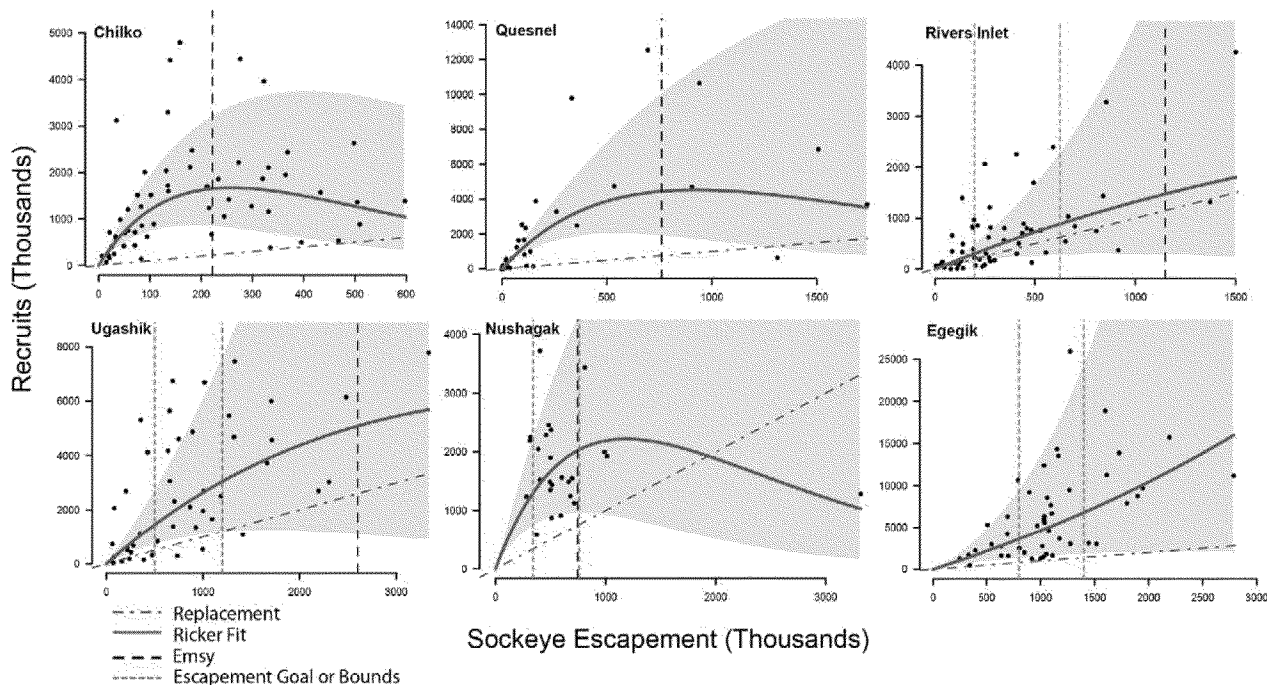 Chilko
5000
4000
3000
2000
1000
0
0 100 200 300 400 500 600
Quesnel
14000
12000
10000
8000
6000
4000
2000
0
0 500 1000 1500
Rivers Inlet
4000
3000
2000
1000
0
0 500 1000 1500
Recruits (Thousands)
Ugashik
8000
6000
4000
2000
0
0 1000 2000 3000
Nushagak
4000
3000
2000
1000
0
0 1000 2000 3000
Egegik
25000
20000
15000
10000
5000
0
0 500 1000 1500 2000 2500
Replacement
Ricker Fit
Emsy
Escapement Goal or Bounds
Sockeye Escapement (Thousands)